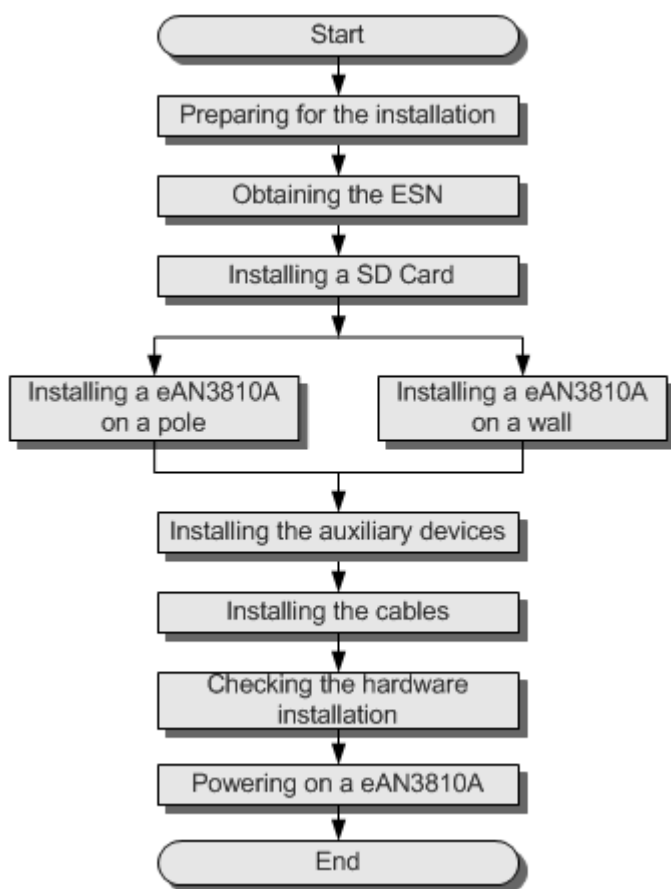 Start
Preparing for the installation
Obtaining the ESN
Installing a SD Card
Installing a eAN3810A
on a pole
Installing a eAN3810A
on a wall
Installing the auxiliary devices
Installing the cables
Checking the hardware
installation
Powering on a eAN3810A
End